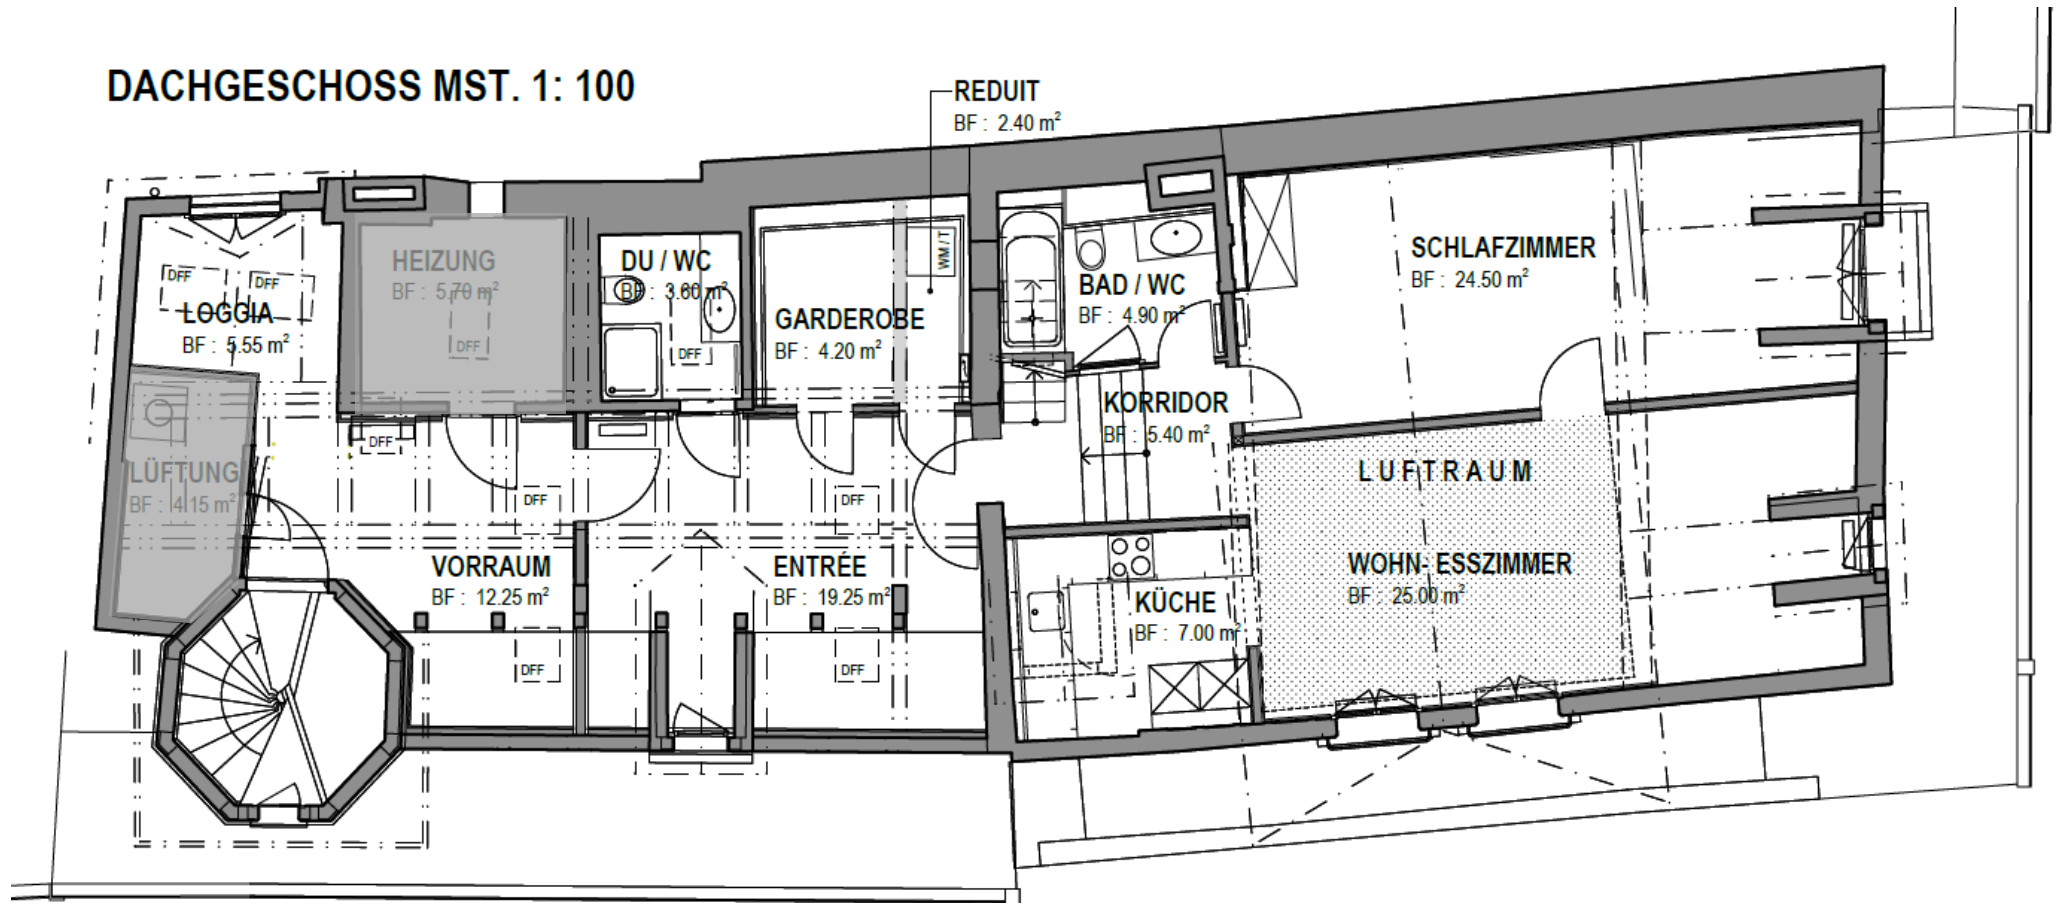 DACHGESCHOSS MST. 1: 100
REDUIT
BF : 2.40 m²
HEIZUNG
BF : 5.70 m²
DFF
DU / WC
BF : 3.60 m²
DFF
WM / T
GARDEROBE
BF : 4.20 m²
BAD / WC
BF : 4.90 m²
SCHLAFZIMMER
BF : 24.50 m²
DFF
DFF
LOGGIA
BF : 5.55 m²
KORRIDOR
BF : 5.40 m²
DFF
LÜFTUNG
BF : 4.15 m²
DFF
DFF
LUFTRAUM
VORRAUM
BF : 12.25 m²
ENTRÉE
BF : 19.25 m²
WOHN- ESSZIMMER
BF : 25.00 m²
KÜCHE
BF : 7.00 m²
DFF
DFF